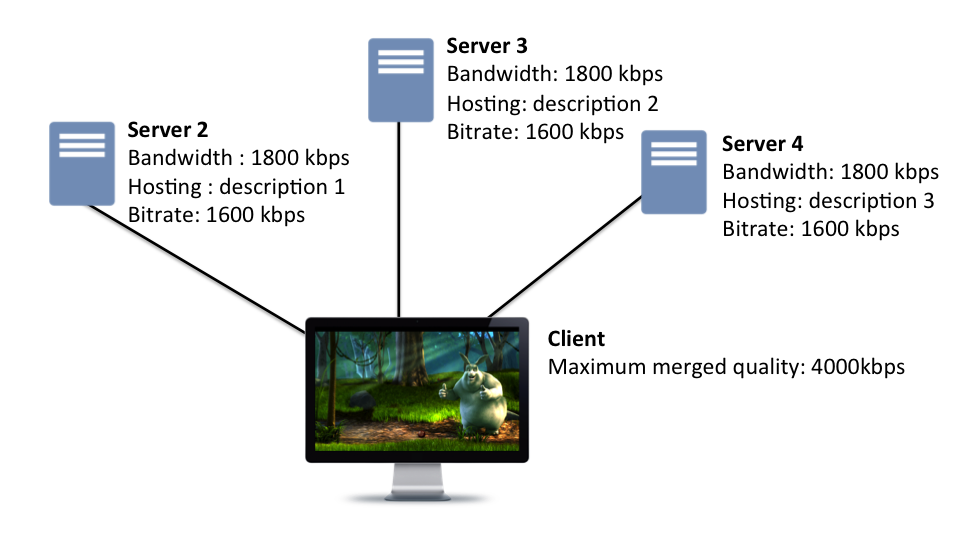 Server 3
Bandwidth: 1800 kbps
Hosting: description 2
Bitrate: 1600 kbps
Server 2
Bandwidth : 1800 kbps
Hosting : description 1
Bitrate: 1600 kbps
Server 4
Bandwidth: 1800 kbps
Hosting: description 3
Bitrate: 1600 kbps
Client
Maximum merged quality: 4000kbps